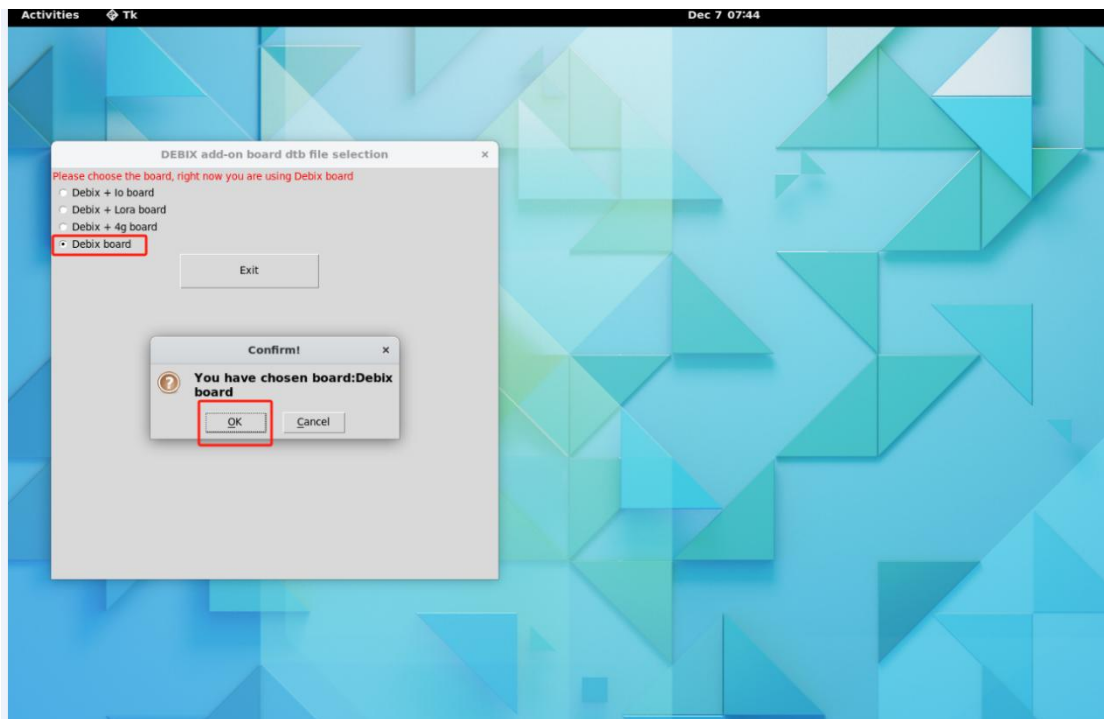 Activities Tk Dec 7 07:44
DEBIX add-on board dtb file selection ×
Please choose the board, right now you are using Debix board
Debix + Io board
Debix + Lora board
Debix + 4g board
Debix board
Exit
Confirm! ×
You have chosen board:Debix
board
OK Cancel